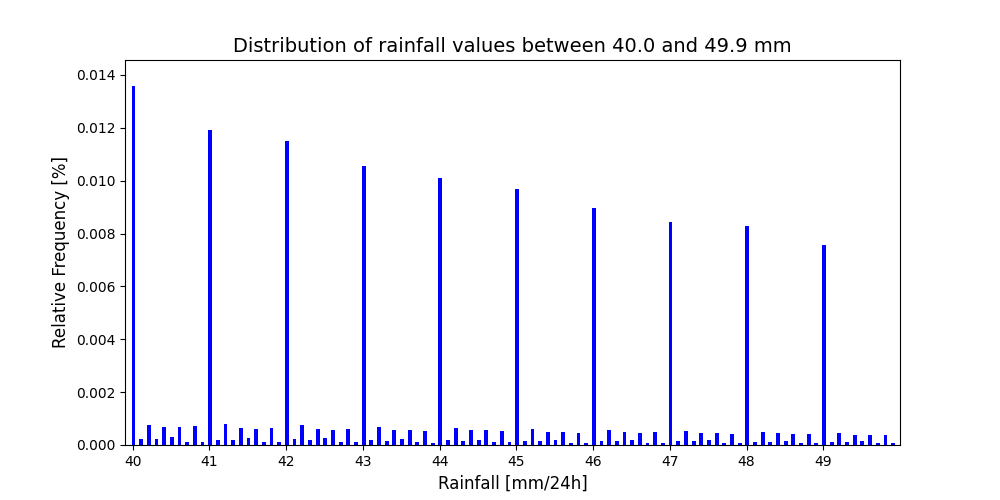 Distribution of rainfall values between 40.0 and 49.9 mm
Relative Frequency [%]
0.014
0.012
0.010
0.008
0.006
0.004
0.002
0.000
40 41 42 43 44 45 46 47 48 49
Rainfall [mm/24h]